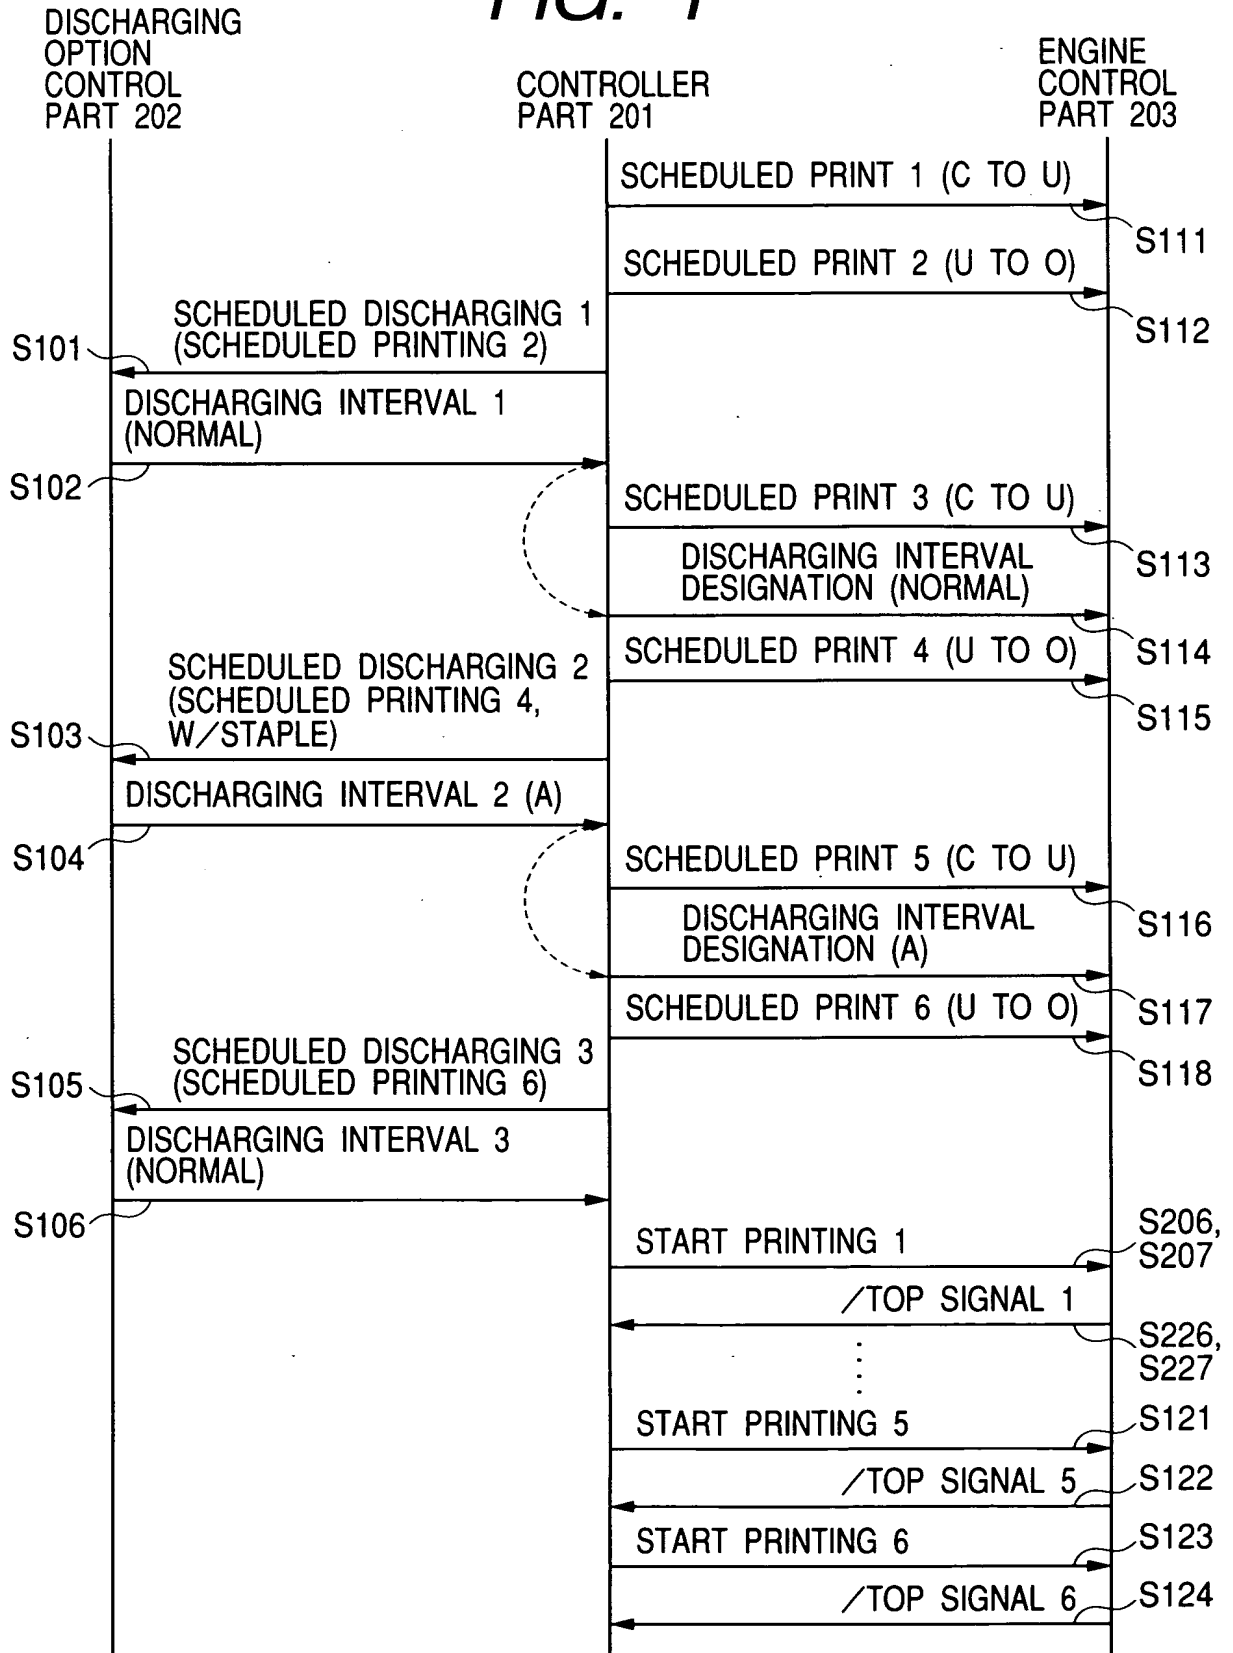 FIG. 1
DISCHARGING
OPTION
CONTROL
PART 202
CONTROLLER
PART 201
ENGINE
CONTROL
PART 203
SCHEDULED PRINT 1 (C TO U)
S111
SCHEDULED PRINT 2 (U TO O)
S112
SCHEDULED DISCHARGING 1
(SCHEDULED PRINTING 2)
S101
DISCHARGING INTERVAL 1
(NORMAL)
S102
SCHEDULED PRINT 3 (C TO U)
S113
DISCHARGING INTERVAL
DESIGNATION (NORMAL)
S114
SCHEDULED PRINT 4 (U TO O)
S115
SCHEDULED DISCHARGING 2
(SCHEDULED PRINTING 4,
W/STAPLE)
S103
DISCHARGING INTERVAL 2 (A)
S104
SCHEDULED PRINT 5 (C TO U)
S116
DISCHARGING INTERVAL
DESIGNATION (A)
S117
SCHEDULED PRINT 6 (U TO O)
S118
SCHEDULED DISCHARGING 3
(SCHEDULED PRINTING 6)
S105
DISCHARGING INTERVAL 3
(NORMAL)
S106
START PRINTING 1
S206,
S207
/TOP SIGNAL 1
S226,
S227
START PRINTING 5
S121
/TOP SIGNAL 5
S122
START PRINTING 6
S123
/TOP SIGNAL 6
S124